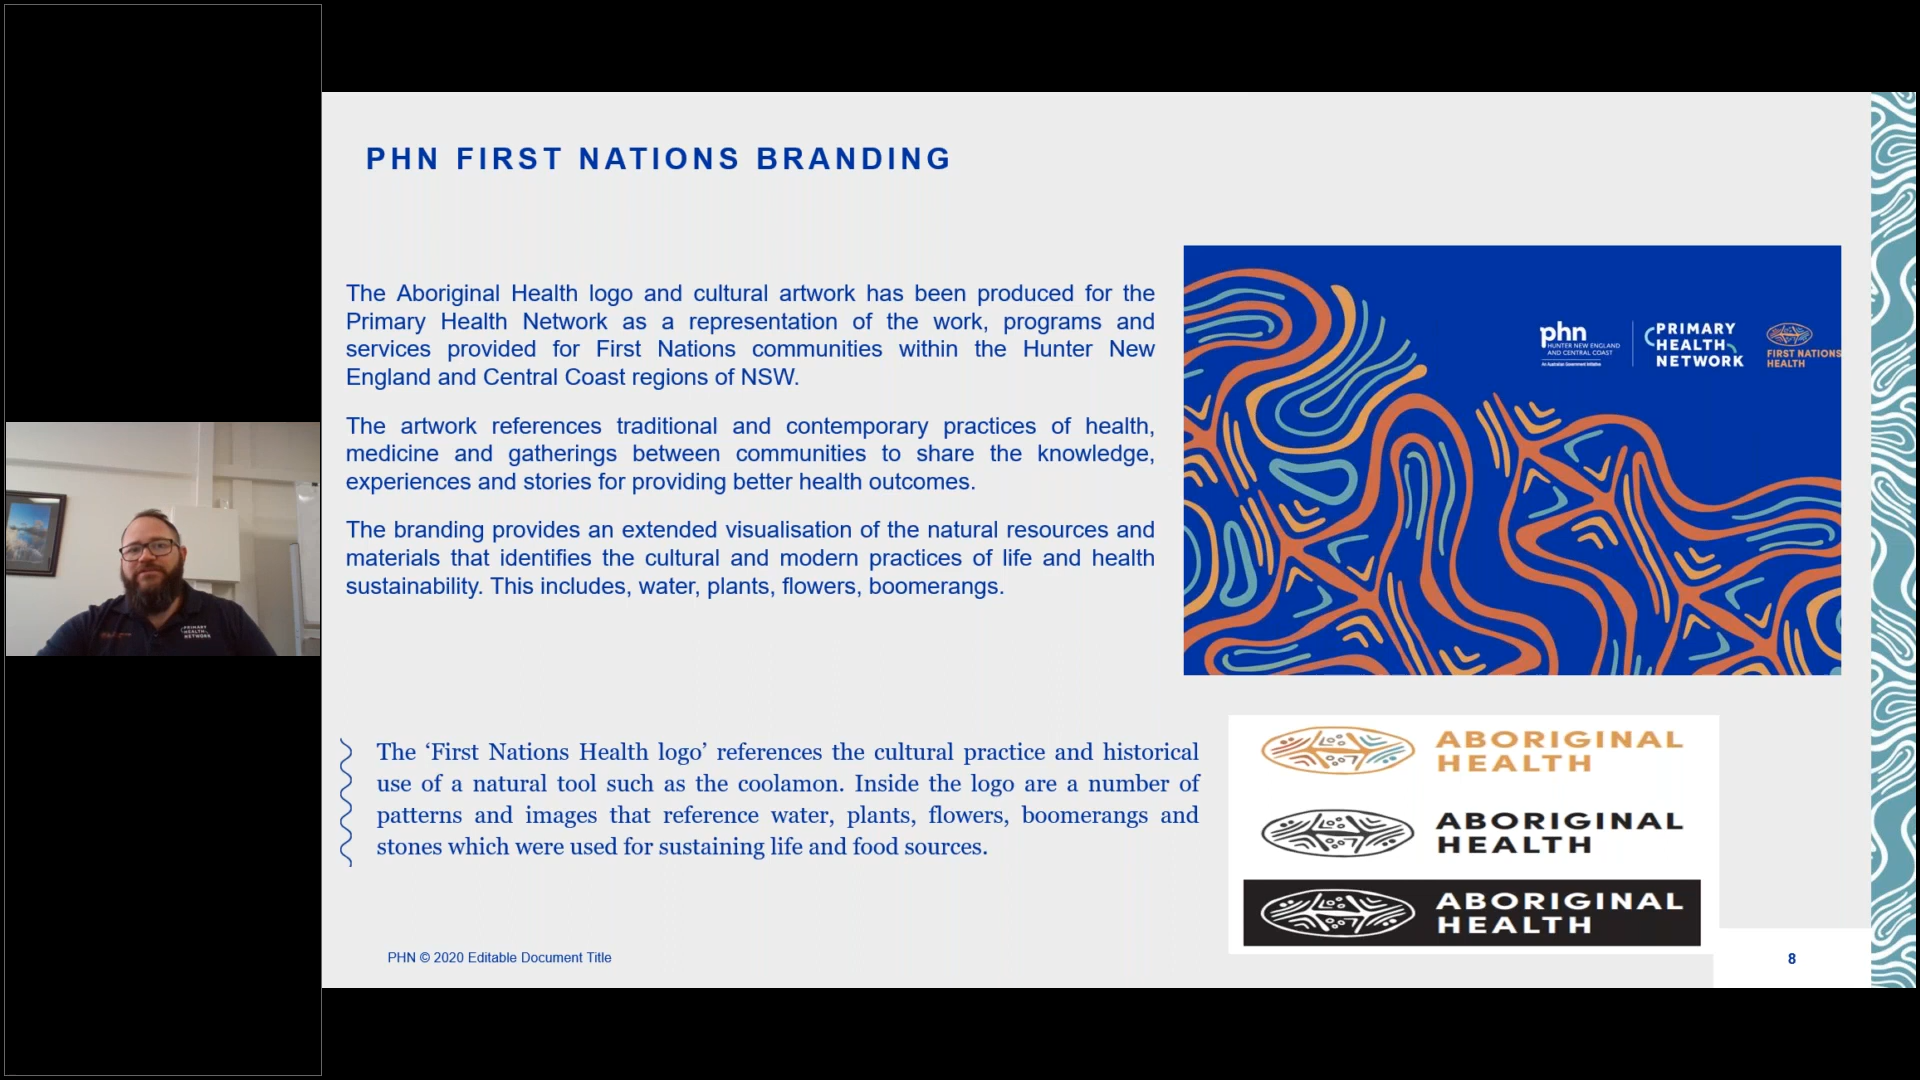 PHN FIRST NATIONS BRANDING
The Aboriginal Health logo and cultural artwork has been produced for the
Primary Health Network as a representation of the work, programs and
services provided for First Nations communities within the Hunter New
England and Central Coast regions of NSW.
The artwork references traditional and contemporary practices of health,
medicine and gatherings between communities to share the knowledge,
experiences and stories for providing better health outcomes.
The branding provides an extended visualisation of the natural resources and
materials that identifies the cultural and modern practices of life and health
sustainability. This includes, water, plants, flowers, boomerangs.
phn
HUNTER NEW ENGLAND
AND CENTRAL COAST
An Australian Government Initiative
PRIMARY
HEALTH
NETWORK
FIRST NATIONS
HEALTH
PRIMARY
HEALTH
NETWORK
The ‘First Nations Health logo’ references the cultural practice and historical
use of a natural tool such as the coolamon. Inside the logo are a number of
patterns and images that reference water, plants, flowers, boomerangs and
stones which were used for sustaining life and food sources.
ABORIGINAL
HEALTH
ABORIGINAL
HEALTH
ABORIGINAL
HEALTH
PHN © 2020 Editable Document Title
8